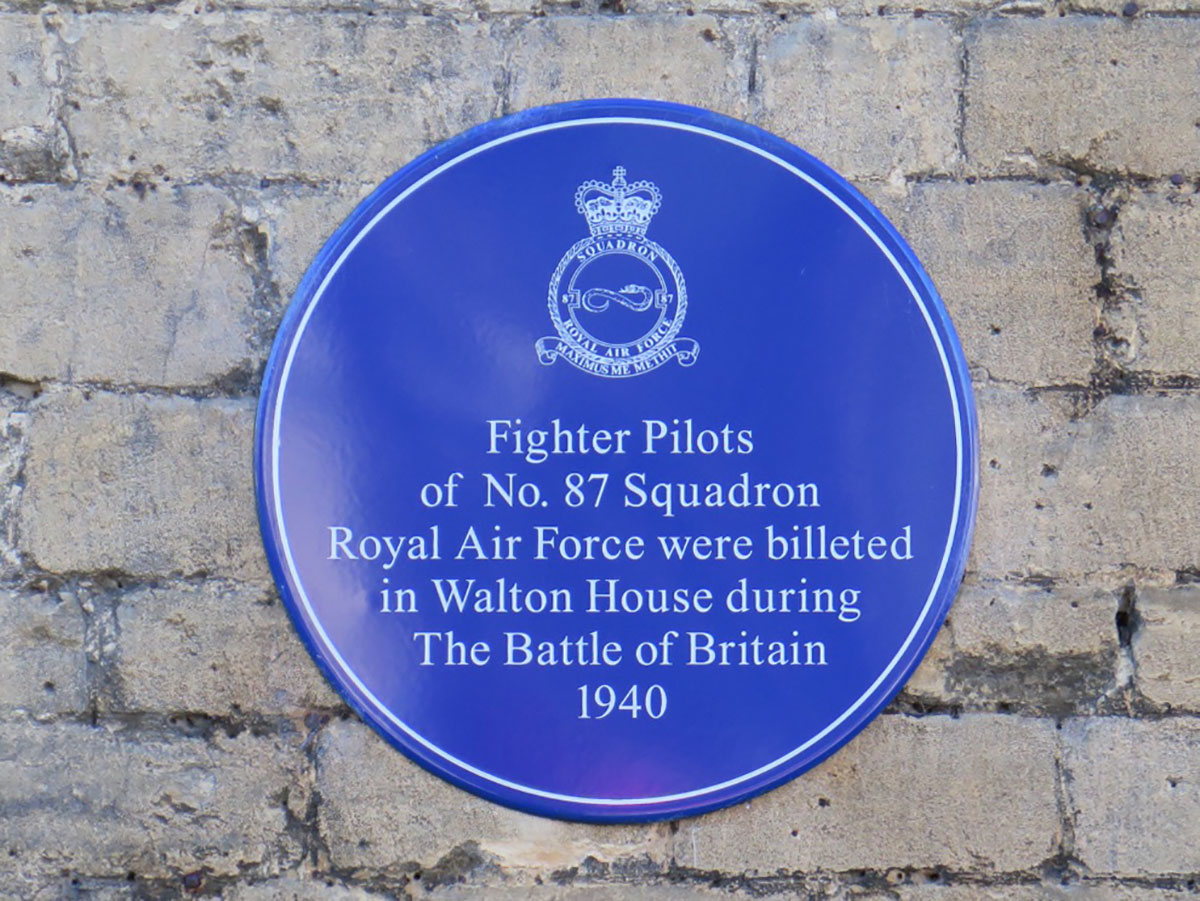 SQUADRON
87 87
ROYAL AIR FORCE
MAXIMUS ME METHIT
Fighter Pilots
of No. 87 Squadron
Royal Air Force were billeted
in Walton House during
The Battle of Britain
1940